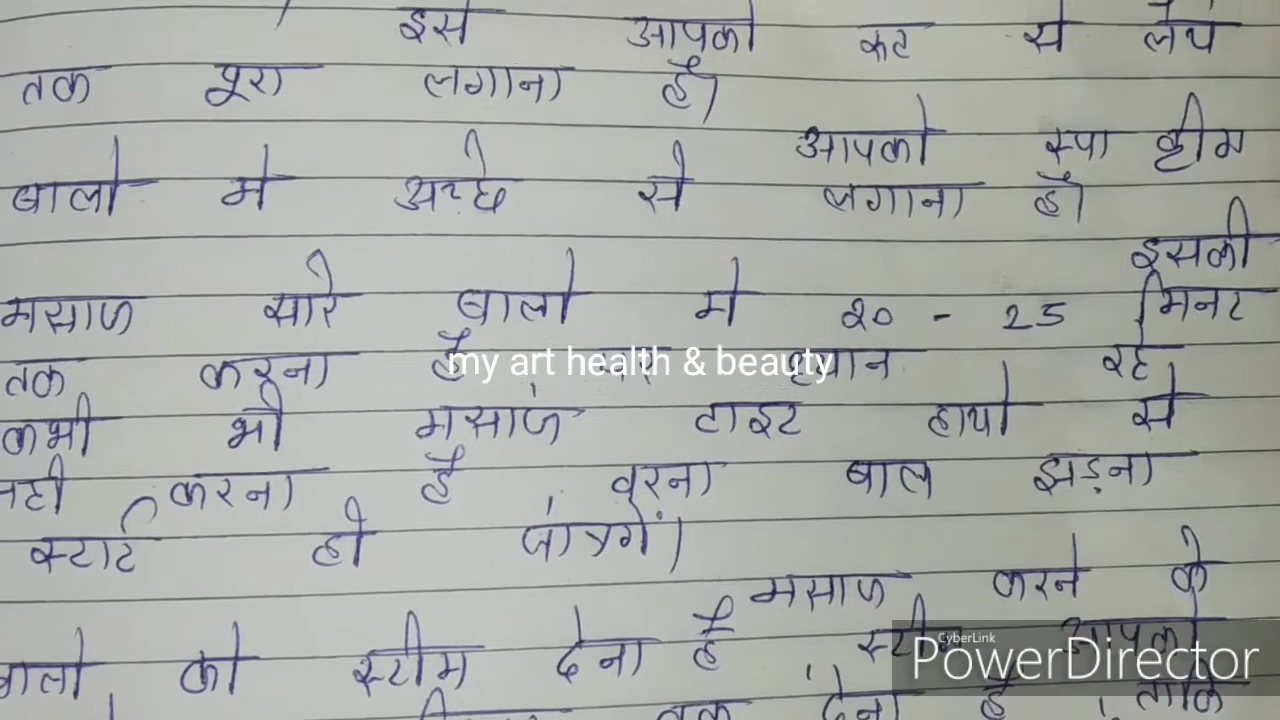 इसे आपको रुट से लेंथ
तक पूरा लगाना है।
आपको स्पा क्रीम
बालो मे अच्छे से लगाना है।
इसकी
मसाज सारे बालो मे 20 - 25 मिनट
तक करना है ध्यान रहे
my art health & beauty
कभी भी मसाज टाइट हाथो से
नही करना है वरना बाल झड़ना
स्टार्ट हो जांएगें।
मसाज करने के
बालो को स्टीम देना है स्टीम आपको
CyberLink
PowerDirector
तक देना है ताकि